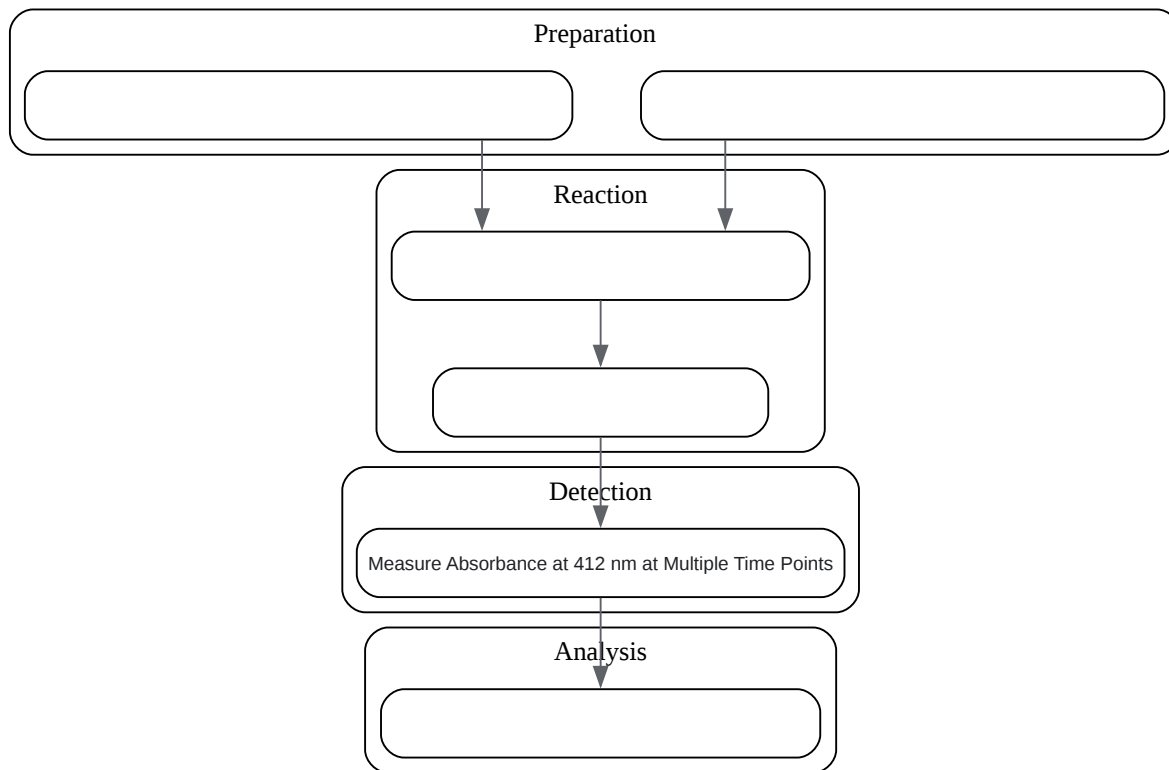 Preparation
Reaction
Detection
Measure Absorbance at 412 nm at Multiple Time Points
Analysis